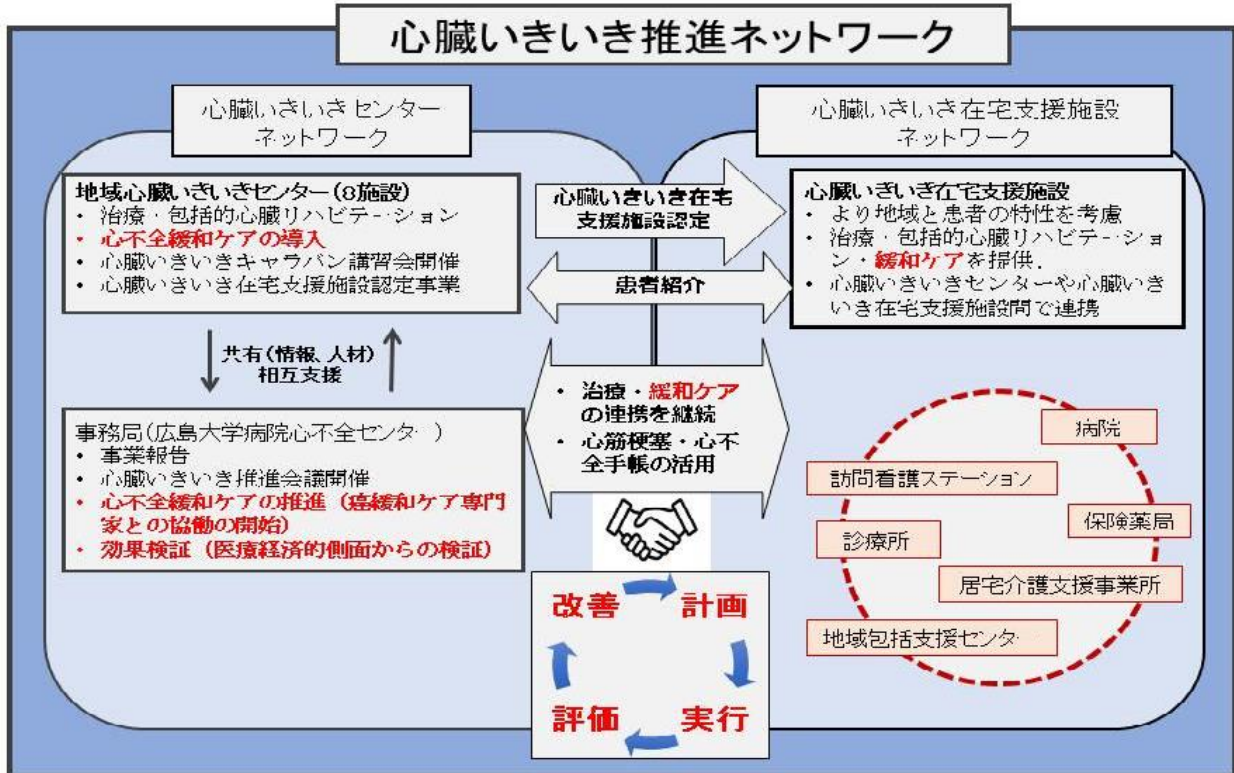 心臓いきいき推進ネットワーク
心臓いきいきセンター
ネットワーク
地域心臓いきいきセンター(8施設)
• 治療・包括的心臓リハビテーション
• 心不全緩和ケアの導入
• 心臓いきいきキャラバン講習会開催
• 心臓いきいき在宅支援施設認定事業
共有(情報、人材)
相互支援
事務局(広島大学病院心不全センター)
• 事業報告
• 心臓いきいき推進会議開催
• 心不全緩和ケアの推進(癌緩和ケア専門
家との協働の開始)
• 効果検証(医療経済的側面からの検証)
心臓いきいき在宅
支援施設認定
患者紹介
• 治療・緩和ケア
の連携を継続
• 心筋梗塞・心不
全手帳の活用
改善
計画
評価
実行
心臓いきいき在宅支援施設
ネットワーク
心臓いきいき在宅支援施設
• より地域と患者の特性を考慮
• 治療・包括的心臓リハビテーショ
ン・緩和ケアを提供.
• 心臓いきいきセンターや心臓いき
いき在宅支援施設間で連携
病院
訪問看護ステーション
保険薬局
診療所
居宅介護支援事業所
地域包括支援センター